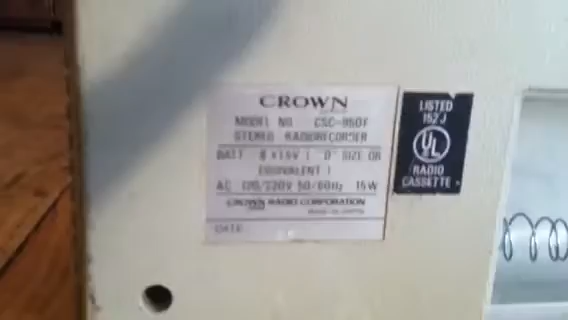 CROWN
MODEL NO. CSC-950F
STEREO RADIORECORDER
BATT 8 X 1.5V ( "D" SIZE OR
EQUIVALENT )
AC 120/220V 50/60Hz 15W
CROWN RADIO CORPORATION
MADE IN JAPAN
DATE
LISTED
152J
UL
RADIO
CASSETTE